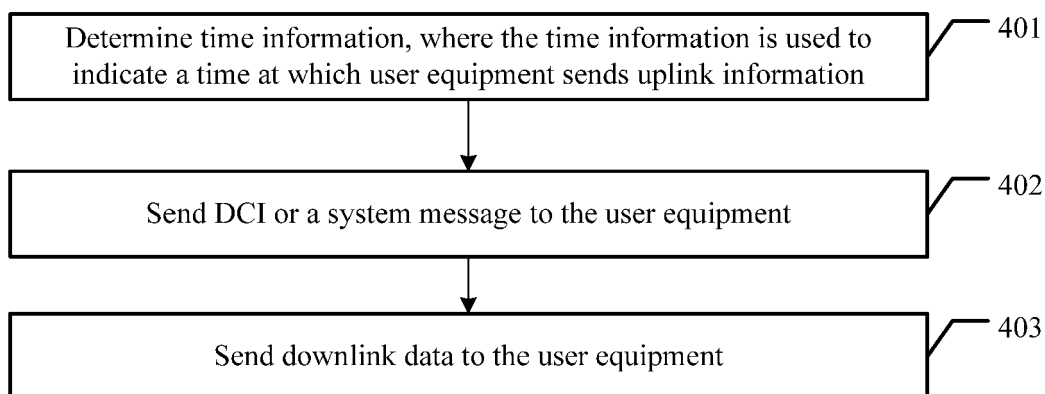 Determine time information, where the time information is used to
indicate a time at which user equipment sends uplink information
401
Send DCI or a system message to the user equipment
402
Send downlink data to the user equipment
403